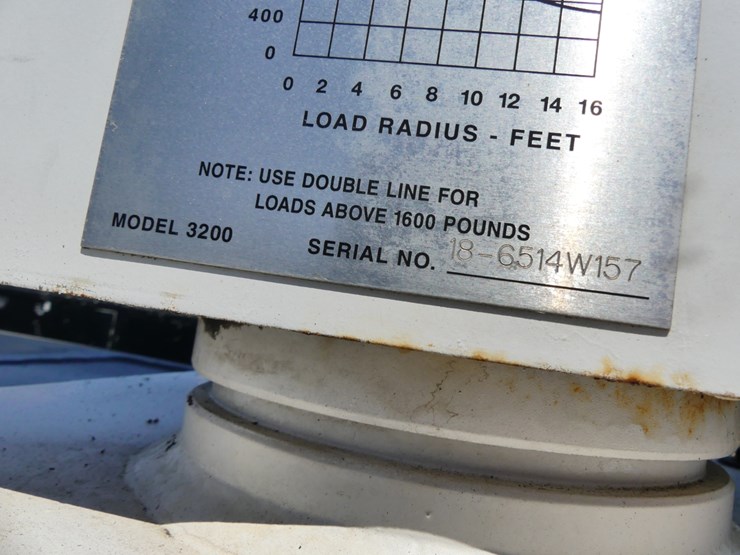 400
0
0 2 4 6 8 10 12 14 16
LOAD RADIUS - FEET
NOTE: USE DOUBLE LINE FOR
LOADS ABOVE 1600 POUNDS
MODEL 3200
SERIAL NO. 18-6514W157